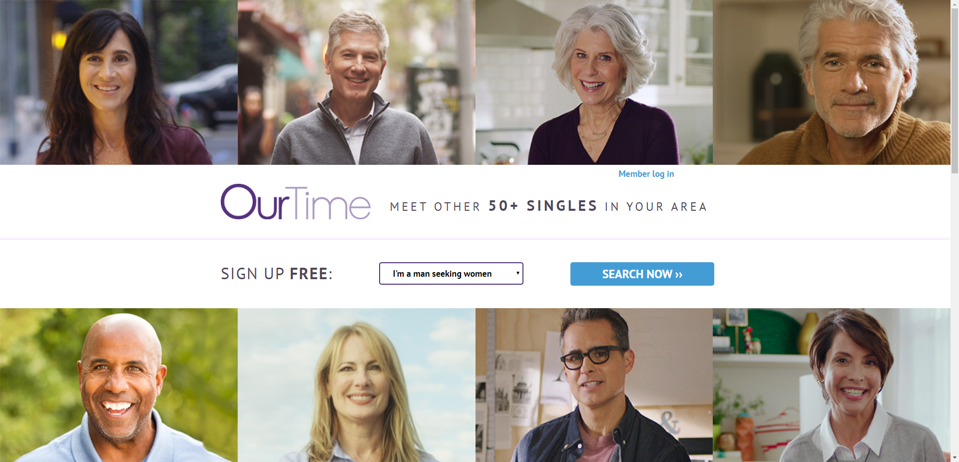 Member log in
OurTime
MEET OTHER 50+ SINGLES IN YOUR AREA
SIGN UP FREE:
I'm a man seeking women
SEARCH NOW ››
&